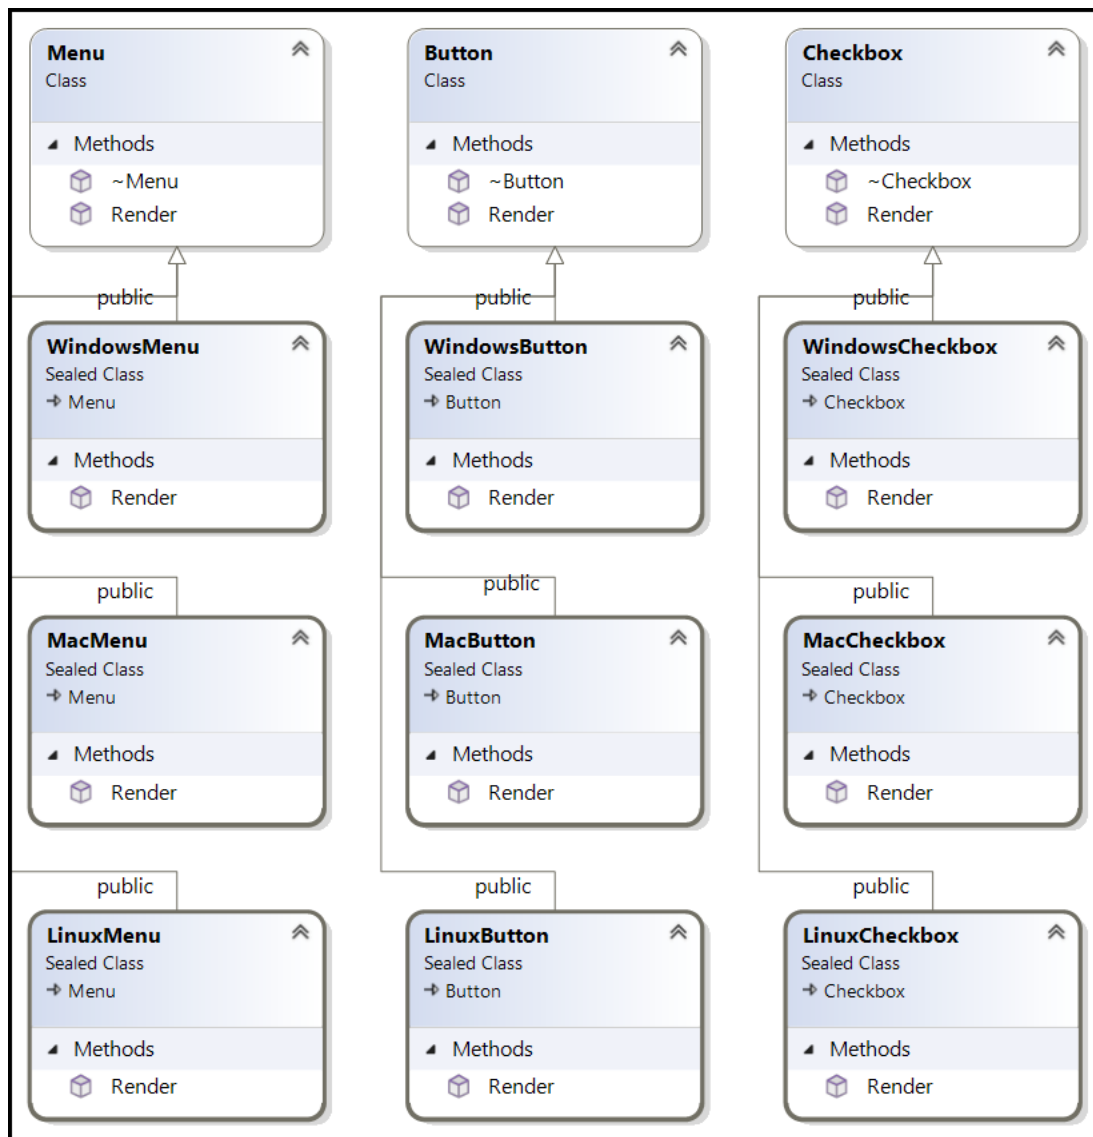 Menu
Class
Methods
~Menu
Render
Button
Class
Methods
~Button
Render
Checkbox
Class
Methods
~Checkbox
Render
public
public
public
WindowsMenu
Sealed Class
Menu
Methods
Render
WindowsButton
Sealed Class
Button
Methods
Render
WindowsCheckbox
Sealed Class
Checkbox
Methods
Render
public
public
public
MacMenu
Sealed Class
Menu
Methods
Render
MacButton
Sealed Class
Button
Methods
Render
MacCheckbox
Sealed Class
Checkbox
Methods
Render
public
public
public
LinuxMenu
Sealed Class
Menu
Methods
Render
LinuxButton
Sealed Class
Button
Methods
Render
LinuxCheckbox
Sealed Class
Checkbox
Methods
Render